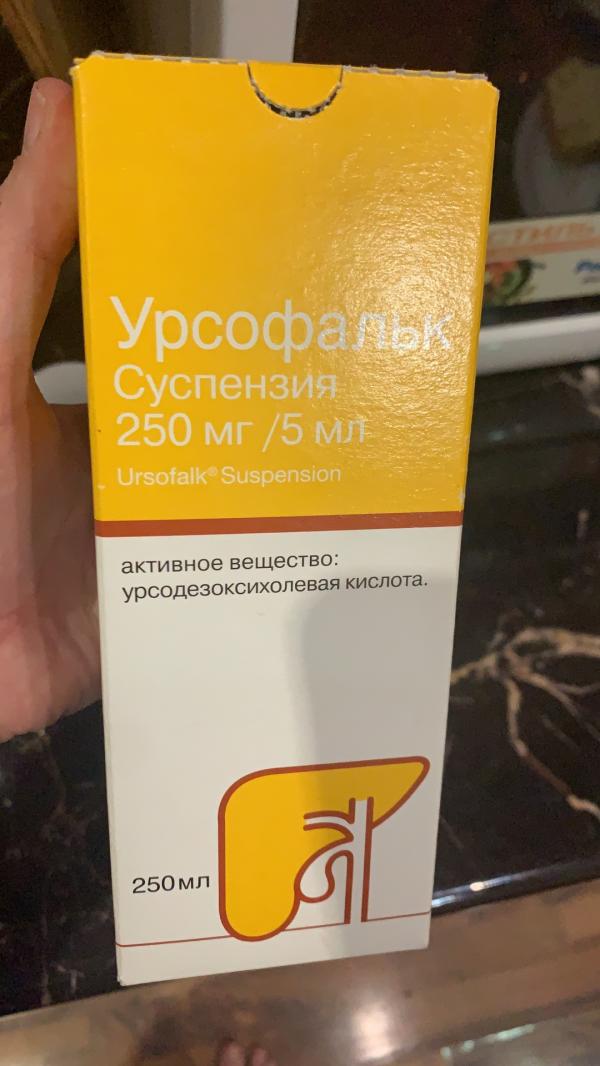 Урсофальк
Суспензия
250 мг /5 мл
Ursofalk® Suspension
активное вещество:
урсодезоксихолевая кислота.
250мл